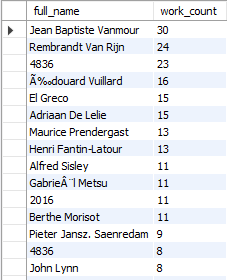 full_name work_count
Jean Baptiste Vanmour 30
Rembrandt Van Rijn 24
4836 23
Ã‰douard Vuillard 16
El Greco 15
Adriaan De Lelie 15
Maurice Prendergast 13
Henri Fantin-Latour 13
Alfred Sisley 11
GabrieÃ«l Metsu 11
2016 11
Berthe Morisot 11
Pieter Jansz. Saenredam 9
4836 8
John Lynn 8